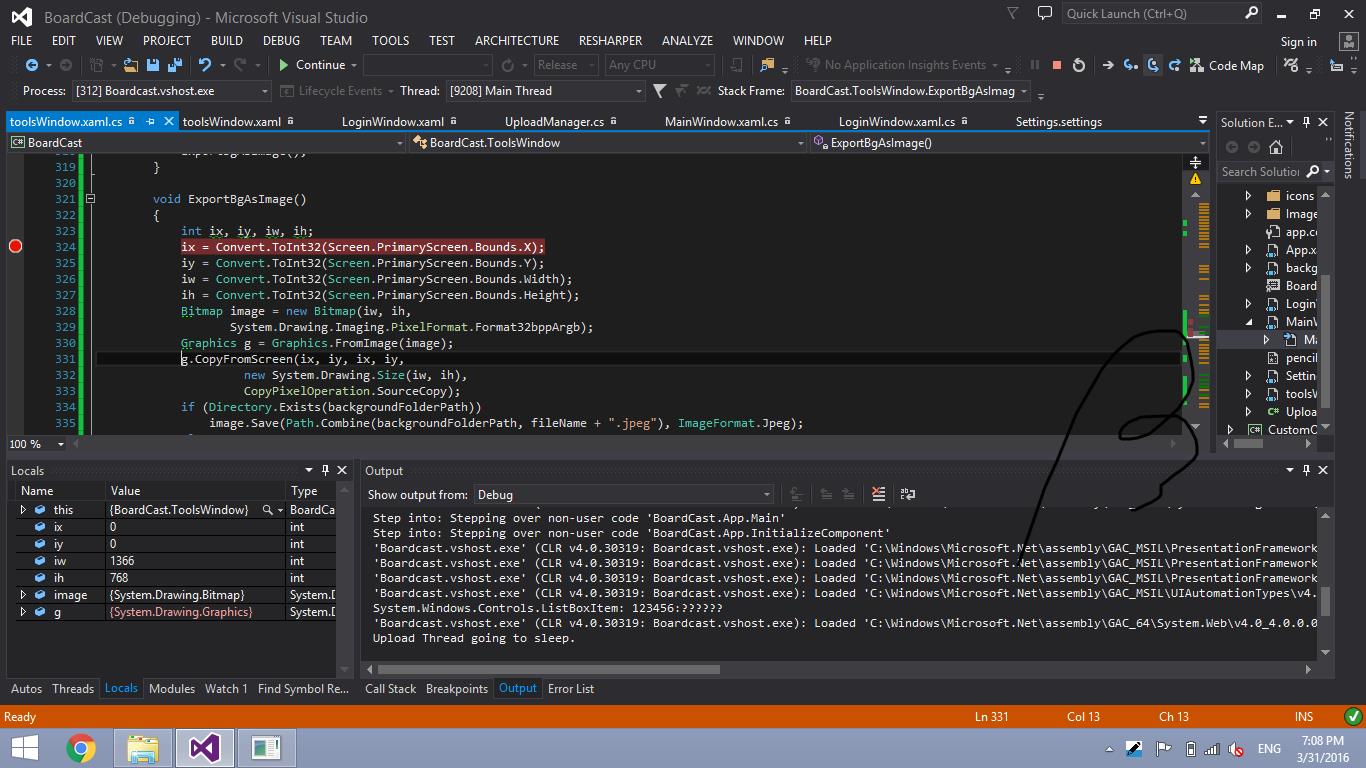 BoardCast (Debugging) - Microsoft Visual Studio
Quick Launch (Ctrl+Q)
FILE EDIT VIEW PROJECT BUILD DEBUG TEAM TOOLS TEST ARCHITECTURE RESHARPER ANALYZE WINDOW HELP
Sign in
Continue Release Any CPU No Application Insights Events Code Map
Process: [312] Boardcast.vshost.exe Lifecycle Events Thread: [9208] Main Thread Stack Frame: BoardCast.ToolsWindow.ExportBgAsImag
toolsWindow.xaml.cs toolsWindow.xaml LoginWindow.xaml UploadManager.cs MainWindow.xaml.cs LoginWindow.xaml.cs Settings.settings
BoardCast BoardCast.ToolsWindow ExportBgAsImage()
319 }
320
321 void ExportBgAsImage()
322 {
323 int ix, iy, iw, ih;
324 ix = Convert.ToInt32(Screen.PrimaryScreen.Bounds.X);
325 iy = Convert.ToInt32(Screen.PrimaryScreen.Bounds.Y);
326 iw = Convert.ToInt32(Screen.PrimaryScreen.Bounds.Width);
327 ih = Convert.ToInt32(Screen.PrimaryScreen.Bounds.Height);
328 Bitmap image = new Bitmap(iw, ih,
329 System.Drawing.Imaging.PixelFormat.Format32bppArgb);
330 Graphics g = Graphics.FromImage(image);
331 g.CopyFromScreen(ix, iy, ix, iy,
332 new System.Drawing.Size(iw, ih),
333 CopyPixelOperation.SourceCopy);
334 if (Directory.Exists(backgroundFolderPath))
335 image.Save(Path.Combine(backgroundFolderPath, fileName + ".jpeg"), ImageFormat.Jpeg);
100 %
Solution E...
Search Solution
icons
Image
app.c
App.xa
backg
Board
Login
MainW
Ma
pencil
Settin
toolsW
Uploa
CustomC
Notifications
Locals
Name Value Type
this {BoardCast.ToolsWindow} BoardCa
ix 0 int
iy 0 int
iw 1366 int
ih 768 int
image {System.Drawing.Bitmap} System.D
g {System.Drawing.Graphics} System.D
Autos Threads Locals Modules Watch 1 Find Symbol Re...
Output
Show output from: Debug
Step into: Stepping over non-user code 'BoardCast.App.Main'
Step into: Stepping over non-user code 'BoardCast.App.InitializeComponent'
'Boardcast.vshost.exe' (CLR v4.0.30319: Boardcast.vshost.exe): Loaded 'C:\Windows\Microsoft.Net\assembly\GAC_MSIL\PresentationFramework
'Boardcast.vshost.exe' (CLR v4.0.30319: Boardcast.vshost.exe): Loaded 'C:\Windows\Microsoft.Net\assembly\GAC_MSIL\PresentationFramework
'Boardcast.vshost.exe' (CLR v4.0.30319: Boardcast.vshost.exe): Loaded 'C:\Windows\Microsoft.Net\assembly\GAC_MSIL\PresentationFramework
'Boardcast.vshost.exe' (CLR v4.0.30319: Boardcast.vshost.exe): Loaded 'C:\Windows\Microsoft.Net\assembly\GAC_MSIL\UIAutomationTypes\v4.
System.Windows.Controls.ListBoxItem: 123456:??????
'Boardcast.vshost.exe' (CLR v4.0.30319: Boardcast.vshost.exe): Loaded 'C:\Windows\Microsoft.Net\assembly\GAC_64\System.Web\v4.0_4.0.0.0
Upload Thread going to sleep.
Call Stack Breakpoints Output Error List
Ready Ln 331 Col 13 Ch 13 INS
ENG 7:08 PM
3/31/2016